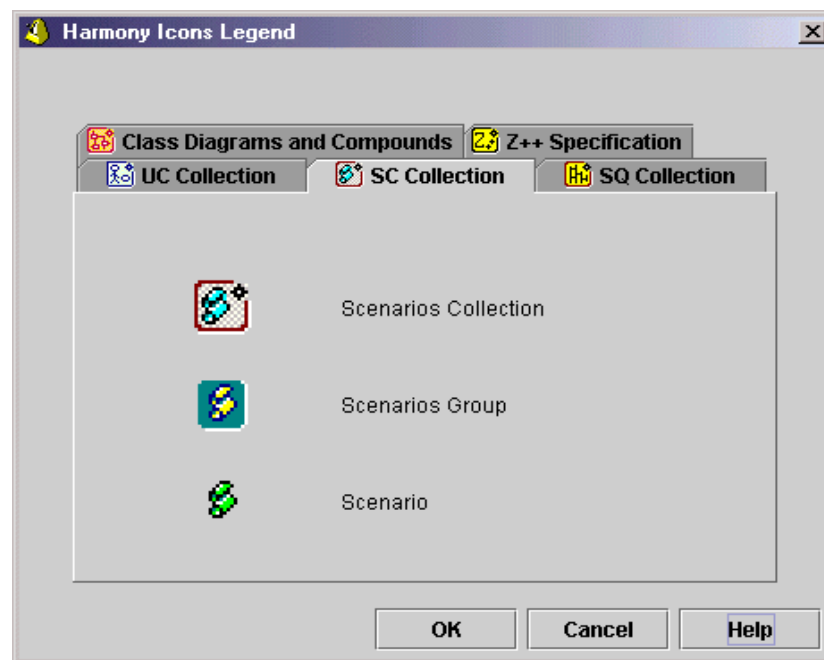 Harmony Icons Legend
Class Diagrams and Compounds Z++ Specification
UC Collection SC Collection SQ Collection
Scenarios Collection
Scenarios Group
Scenario
OK Cancel Help